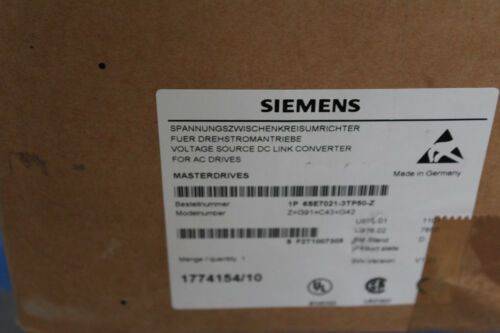 SIEMENS
SPANNUNGSZWISCHENKREISUMRICHTER
FUER DREHSTROMANTRIEBE
VOLTAGE SOURCE DC LINK CONVERTER
FOR AC DRIVES
Made in Germany
MASTERDRIVES
Bestellnummer 1P 6SE7021-3TP50-Z
Modelnumber Z=G91+C43+G42
S F2T1007305
Menge / quantity 1
1774154/10